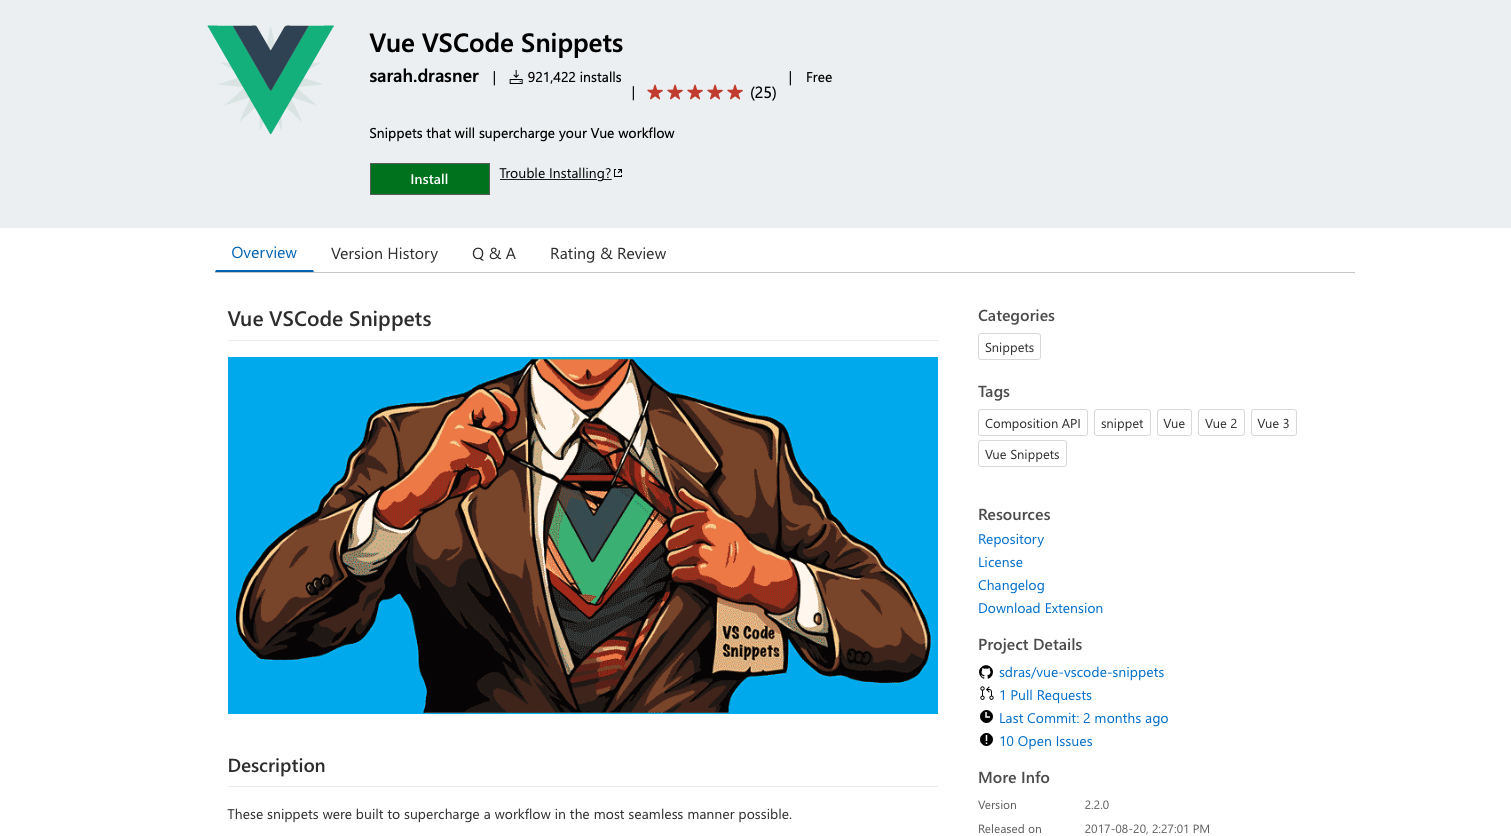 Vue VSCode Snippets
sarah.drasner | 921,422 installs | (25) | Free
Snippets that will supercharge your Vue workflow
Install Trouble Installing?
Overview Version History Q & A Rating & Review
Vue VSCode Snippets
VS Code
Snippets
Description
These snippets were built to supercharge a workflow in the most seamless manner possible.
Categories
Snippets
Tags
Composition API snippet Vue Vue 2 Vue 3
Vue Snippets
Resources
Repository
License
Changelog
Download Extension
Project Details
sdras/vue-vscode-snippets
1 Pull Requests
Last Commit: 2 months ago
10 Open Issues
More Info
Version 2.2.0
Released on 2017-08-20, 2:27:01 PM